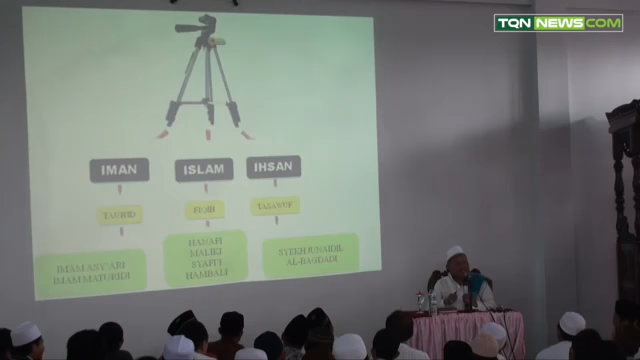 TQN NEWS.COM
IMAN ISLAM IHSAN
TAUHID FIQIH TASAWUF
IMAM ASY'ARI
IMAM MATURIDI
HANAFI
MALIKI
SYAFI'I
HAMBALI
SYEKH JUNAIDIL
AL-BAGDADI